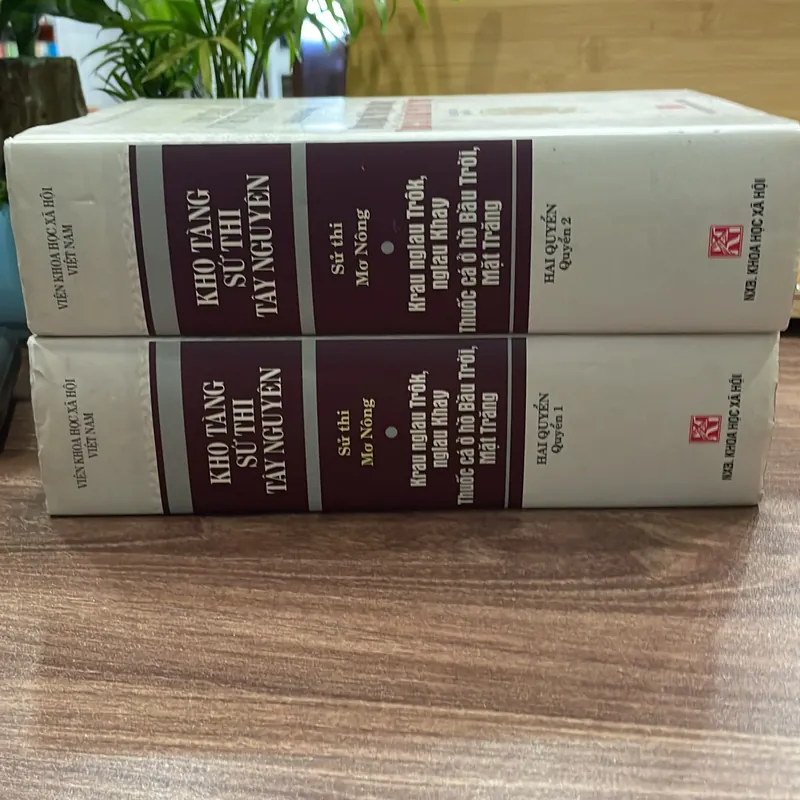 VIỆN KHOA HỌC XÃ HỘI
VIỆT NAM
KHO TÀNG
SỬ THI
TÂY NGUYÊN
Sử thi
Mơ Nông
Krau nglau Trôk,
nglau Khay
Thuốc cá ở hồ Bầu Trời,
Mặt Trăng
HAI QUYỂN
Quyển 2
NXB. KHOA HỌC XÃ HỘI
VIỆN KHOA HỌC XÃ HỘI
VIỆT NAM
KHO TÀNG
SỬ THI
TÂY NGUYÊN
Sử thi
Mơ Nông
Krau nglau Trôk,
nglau Khay
Thuốc cá ở hồ Bầu Trời,
Mặt Trăng
HAI QUYỂN
Quyển 1
NXB. KHOA HỌC XÃ HỘI